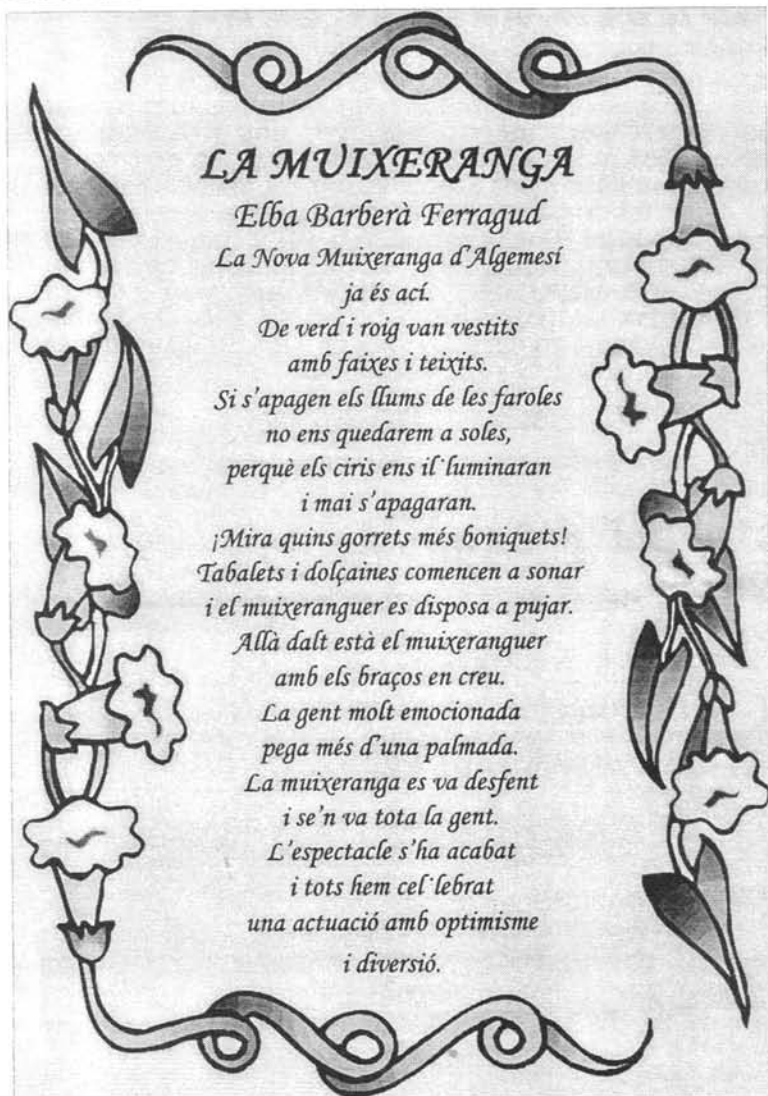 LA MUIXERANGA
Elba Barberà Ferragud
La Nova Muixeranga d'Algemesí
ja és ací.
De verd i roig van vestits
amb faixes i teixits.
Si s'apagen els llums de les faroles
no ens quedarem a soles,
perquè els ciris ens il·luminaran
i mai s'apagaran.
¡Mira quins gorrets més boniquets!
Tabalets i dolçaines comencen a sonar
i el muixeranguer es disposa a pujar.
Allà dalt està el muixeranguer
amb els braços en creu.
La gent molt emocionada
pega més d'una palmada.
La muixeranga es va desfent
i se'n va tota la gent.
L'espectacle s'ha acabat
i tots hem cel·lebrat
una actuació amb optimisme
i diversió.